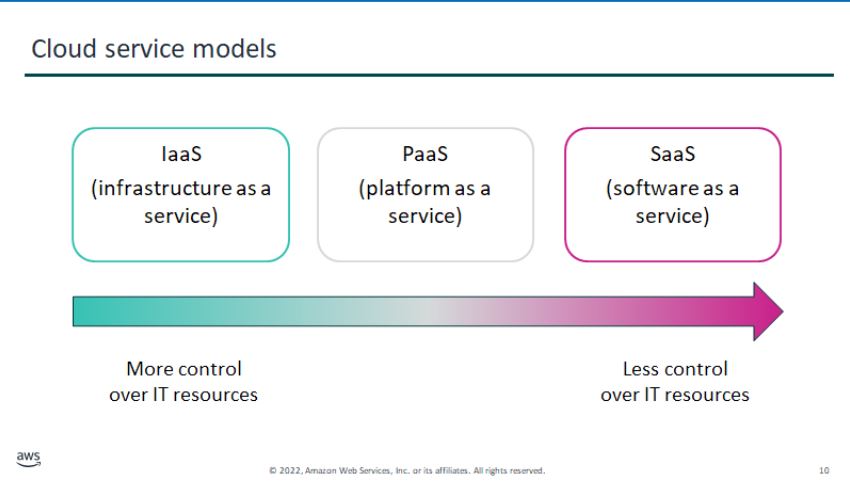 Cloud service models
IaaS
(infrastructure as a
service)
PaaS
(platform as a
service)
SaaS
(software as a
service)
More control
over IT resources
Less control
over IT resources
aws
© 2022, Amazon Web Services, Inc. or its affiliates. All rights reserved.
10